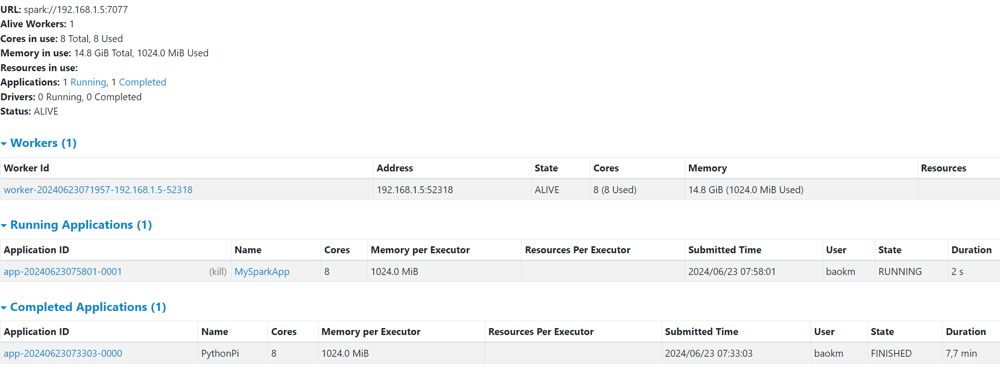 URL: spark://192.168.1.5:7077
Alive Workers: 1
Cores in use: 8 Total, 8 Used
Memory in use: 14.8 GiB Total, 1024.0 MiB Used
Resources in use:
Applications: 1 Running, 1 Completed
Drivers: 0 Running, 0 Completed
Status: ALIVE
Workers (1)
Worker Id Address State Cores Memory Resources
worker-20240623071957-192.168.1.5-52318 192.168.1.5:52318 ALIVE 8 (8 Used) 14.8 GiB (1024.0 MiB Used)
Running Applications (1)
Application ID Name Cores Memory per Executor Resources Per Executor Submitted Time User State Duration
app-20240623075801-0001 (kill) MySparkApp 8 1024.0 MiB 2024/06/23 07:58:01 baokm RUNNING 2 s
Completed Applications (1)
Application ID Name Cores Memory per Executor Resources Per Executor Submitted Time User State Duration
app-20240623073303-0000 PythonPi 8 1024.0 MiB 2024/06/23 07:33:03 baokm FINISHED 7,7 min